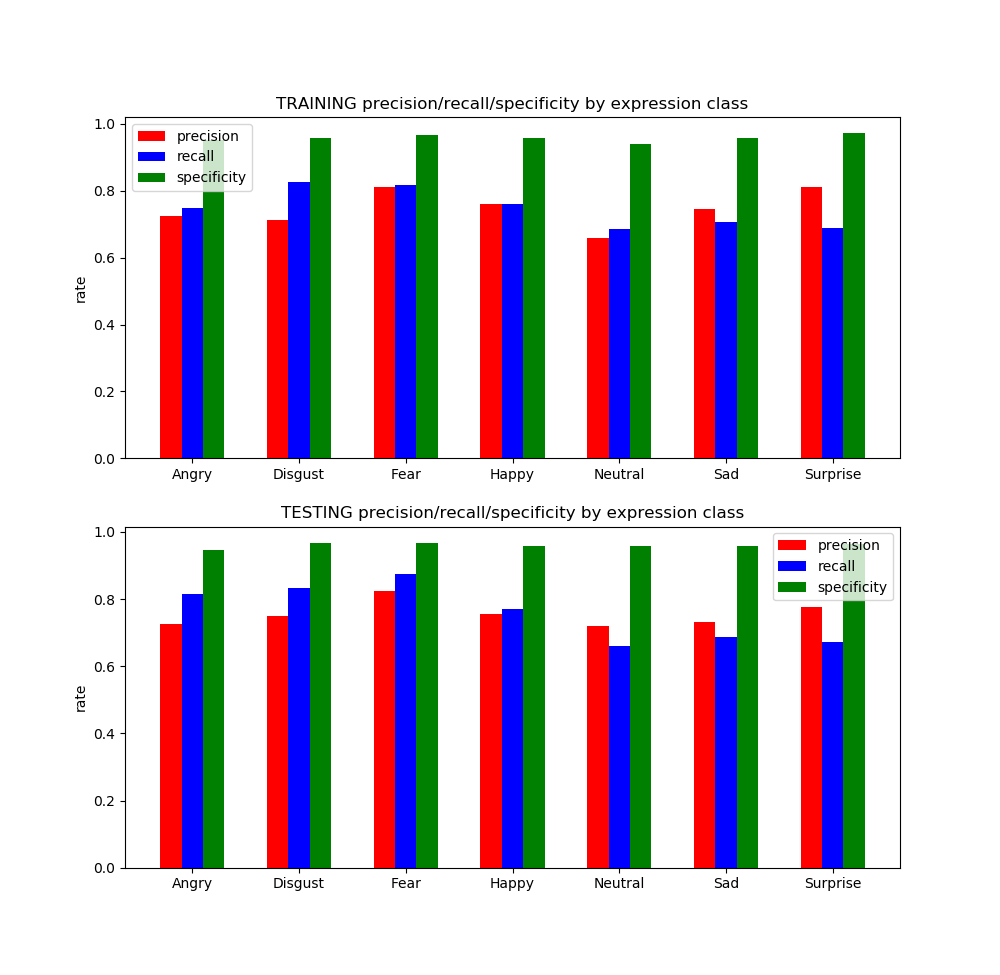 TRAINING precision/recall/specificity by expression class
1.0
0.8
0.6
0.4
0.2
0.0
rate
precision
recall
specificity
Angry Disgust Fear Happy Neutral Sad Surprise
TESTING precision/recall/specificity by expression class
1.0
0.8
0.6
0.4
0.2
0.0
rate
precision
recall
specificity
Angry Disgust Fear Happy Neutral Sad Surprise